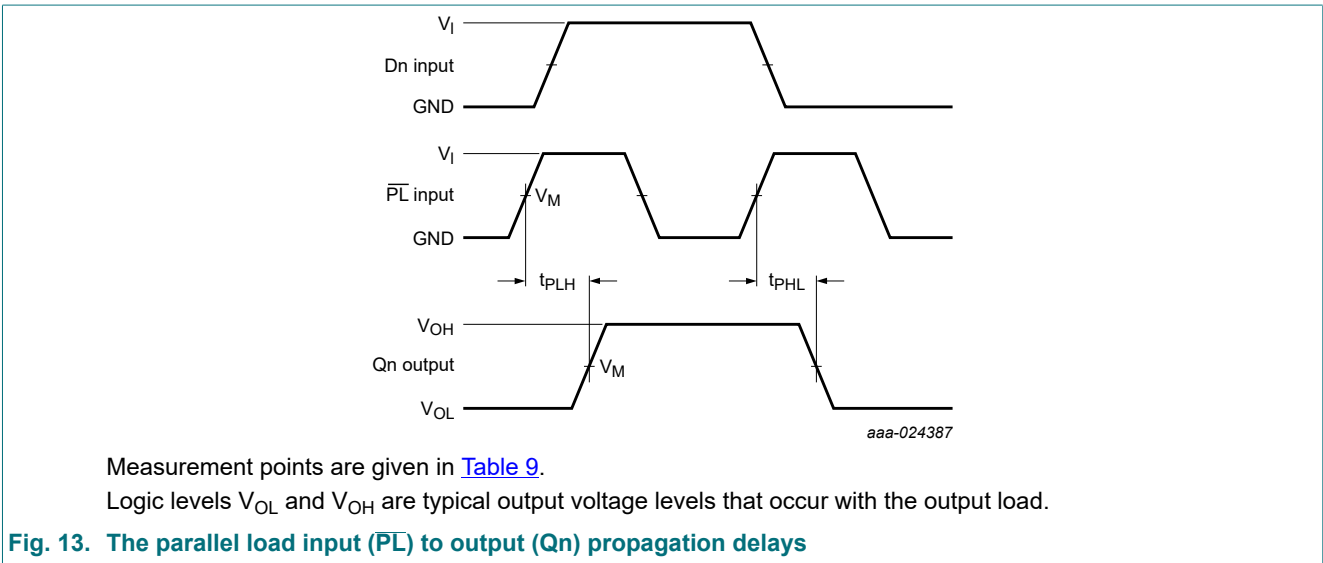 V_I
Dn input
GND
V_I
P̅L̅ input
V_M
GND
t_PLH
t_PHL
V_OH
Qn output
V_M
V_OL
aaa-024387
Measurement points are given in Table 9.
Logic levels V_OL and V_OH are typical output voltage levels that occur with the output load.
Fig. 13. The parallel load input (P̅L̅) to output (Qn) propagation delays